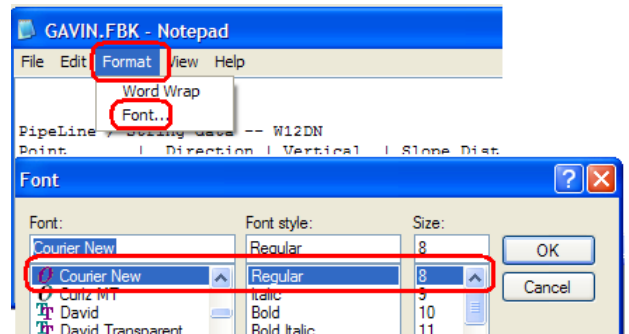 GAVIN.FBK - Notepad
File Edit Format View Help
Word Wrap
Font...
PipeLine / String data -- W12DN
Point | Direction | Vertical | Slope Dist
Font
Font: Font style: Size:
Courier New Regular 8 OK
Courier New Regular 8 Cancel
Curlz MT Italic 9
David Bold 10
David Transparent Bold Italic 11